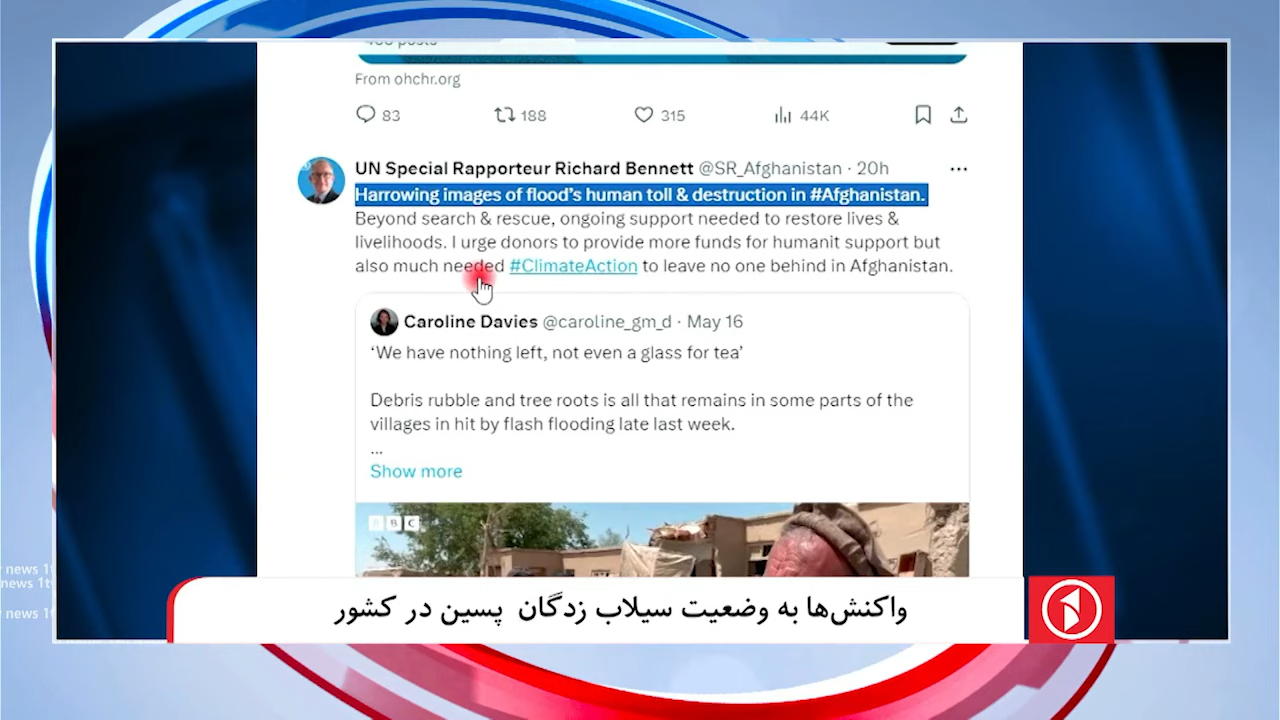 From ohchr.org
83 188 315 44K
UN Special Rapporteur Richard Bennett @SR_Afghanistan · 20h
Harrowing images of flood's human toll & destruction in #Afghanistan.
Beyond search & rescue, ongoing support needed to restore lives &
livelihoods. I urge donors to provide more funds for humanit support but
also much needed #ClimateAction to leave no one behind in Afghanistan.
Caroline Davies @caroline_gm_d · May 16
‘We have nothing left, not even a glass for tea’
Debris rubble and tree roots is all that remains in some parts of the
villages in hit by flash flooding late last week.
...
Show more
BBC
news 1t
news 1tv
news 1t
واکنش‌ها به وضعیت سیلاب زدگان پسین در کشور